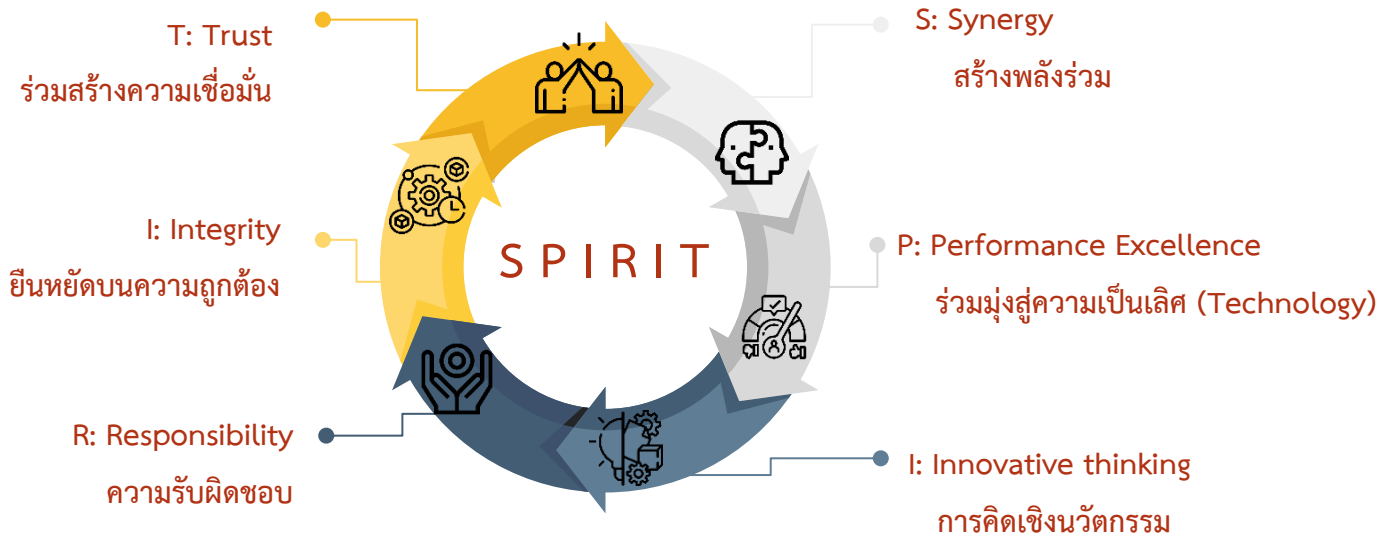 S: Synergy
สร้างพลังร่วม
P: Performance Excellence
ร่วมมุ่งสู่ความเป็นเลิศ (Technology)
I: Innovative thinking
การคิดเชิงนวัตกรรม
R: Responsibility
ความรับผิดชอบ
I: Integrity
ยืนหยัดบนความถูกต้อง
T: Trust
ร่วมสร้างความเชื่อมั่น
SPIRIT